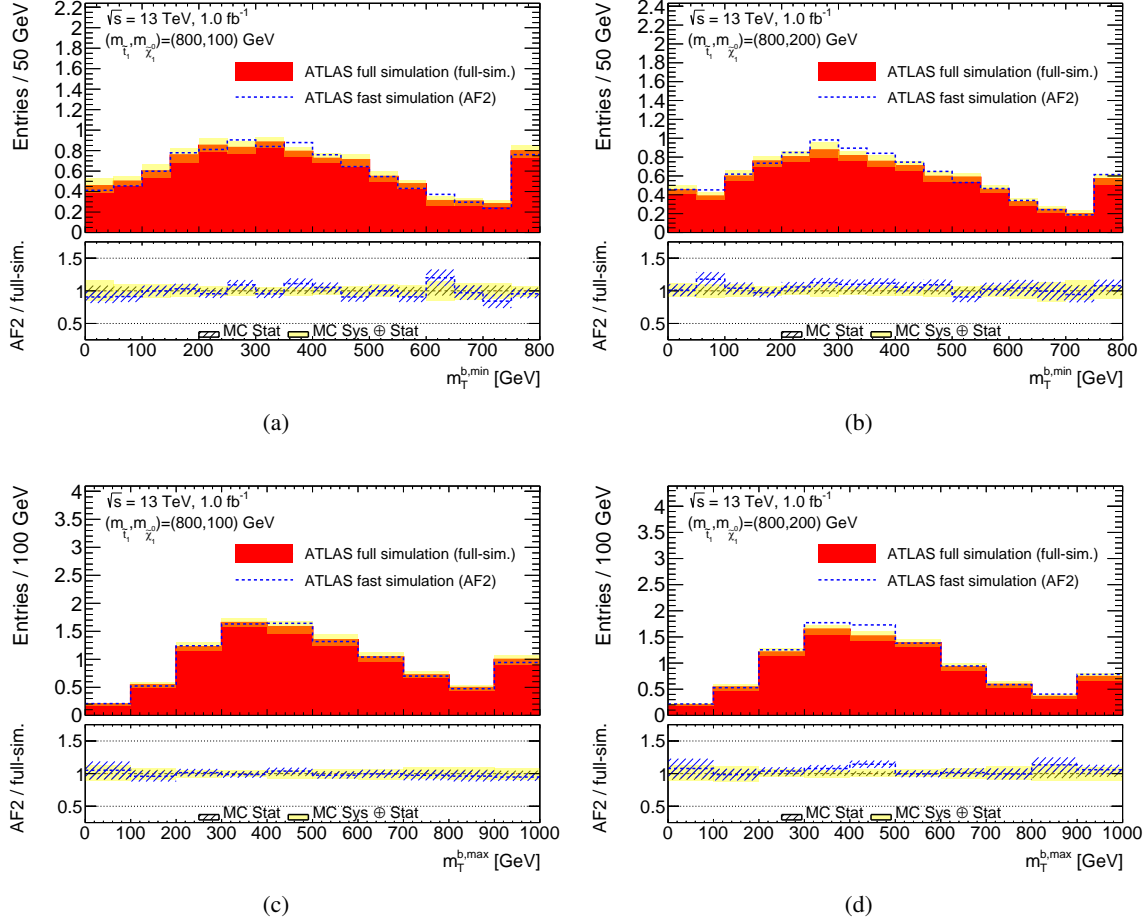 √s = 13 TeV, 1.0 fb⁻¹
(m_t̃₁,m_χ̃₁⁰)=(800,100) GeV
ATLAS full simulation (full-sim.)
ATLAS fast simulation (AF2)
Entries / 50 GeV
2.2
2
1.8
1.6
1.4
1.2
1
0.8
0.6
0.4
0.2
0
AF2 / full-sim.
1.5
1
0.5
MC Stat MC Sys ⊕ Stat
0 100 200 300 400 500 600 700 800
m_T^{b,min} [GeV]
(a)
√s = 13 TeV, 1.0 fb⁻¹
(m_t̃₁,m_χ̃₁⁰)=(800,200) GeV
ATLAS full simulation (full-sim.)
ATLAS fast simulation (AF2)
Entries / 50 GeV
2.4
2.2
2
1.8
1.6
1.4
1.2
1
0.8
0.6
0.4
0.2
0
AF2 / full-sim.
1.5
1
0.5
MC Stat MC Sys ⊕ Stat
0 100 200 300 400 500 600 700 800
m_T^{b,min} [GeV]
(b)
√s = 13 TeV, 1.0 fb⁻¹
(m_t̃₁,m_χ̃₁⁰)=(800,100) GeV
ATLAS full simulation (full-sim.)
ATLAS fast simulation (AF2)
Entries / 100 GeV
4
3.5
3
2.5
2
1.5
1
0.5
0
AF2 / full-sim.
1.5
1
0.5
MC Stat MC Sys ⊕ Stat
0 100 200 300 400 500 600 700 800 900 1000
m_T^{b,max} [GeV]
(c)
√s = 13 TeV, 1.0 fb⁻¹
(m_t̃₁,m_χ̃₁⁰)=(800,200) GeV
ATLAS full simulation (full-sim.)
ATLAS fast simulation (AF2)
Entries / 100 GeV
4
3.5
3
2.5
2
1.5
1
0.5
0
AF2 / full-sim.
1.5
1
0.5
MC Stat MC Sys ⊕ Stat
0 100 200 300 400 500 600 700 800 900 1000
m_T^{b,max} [GeV]
(d)